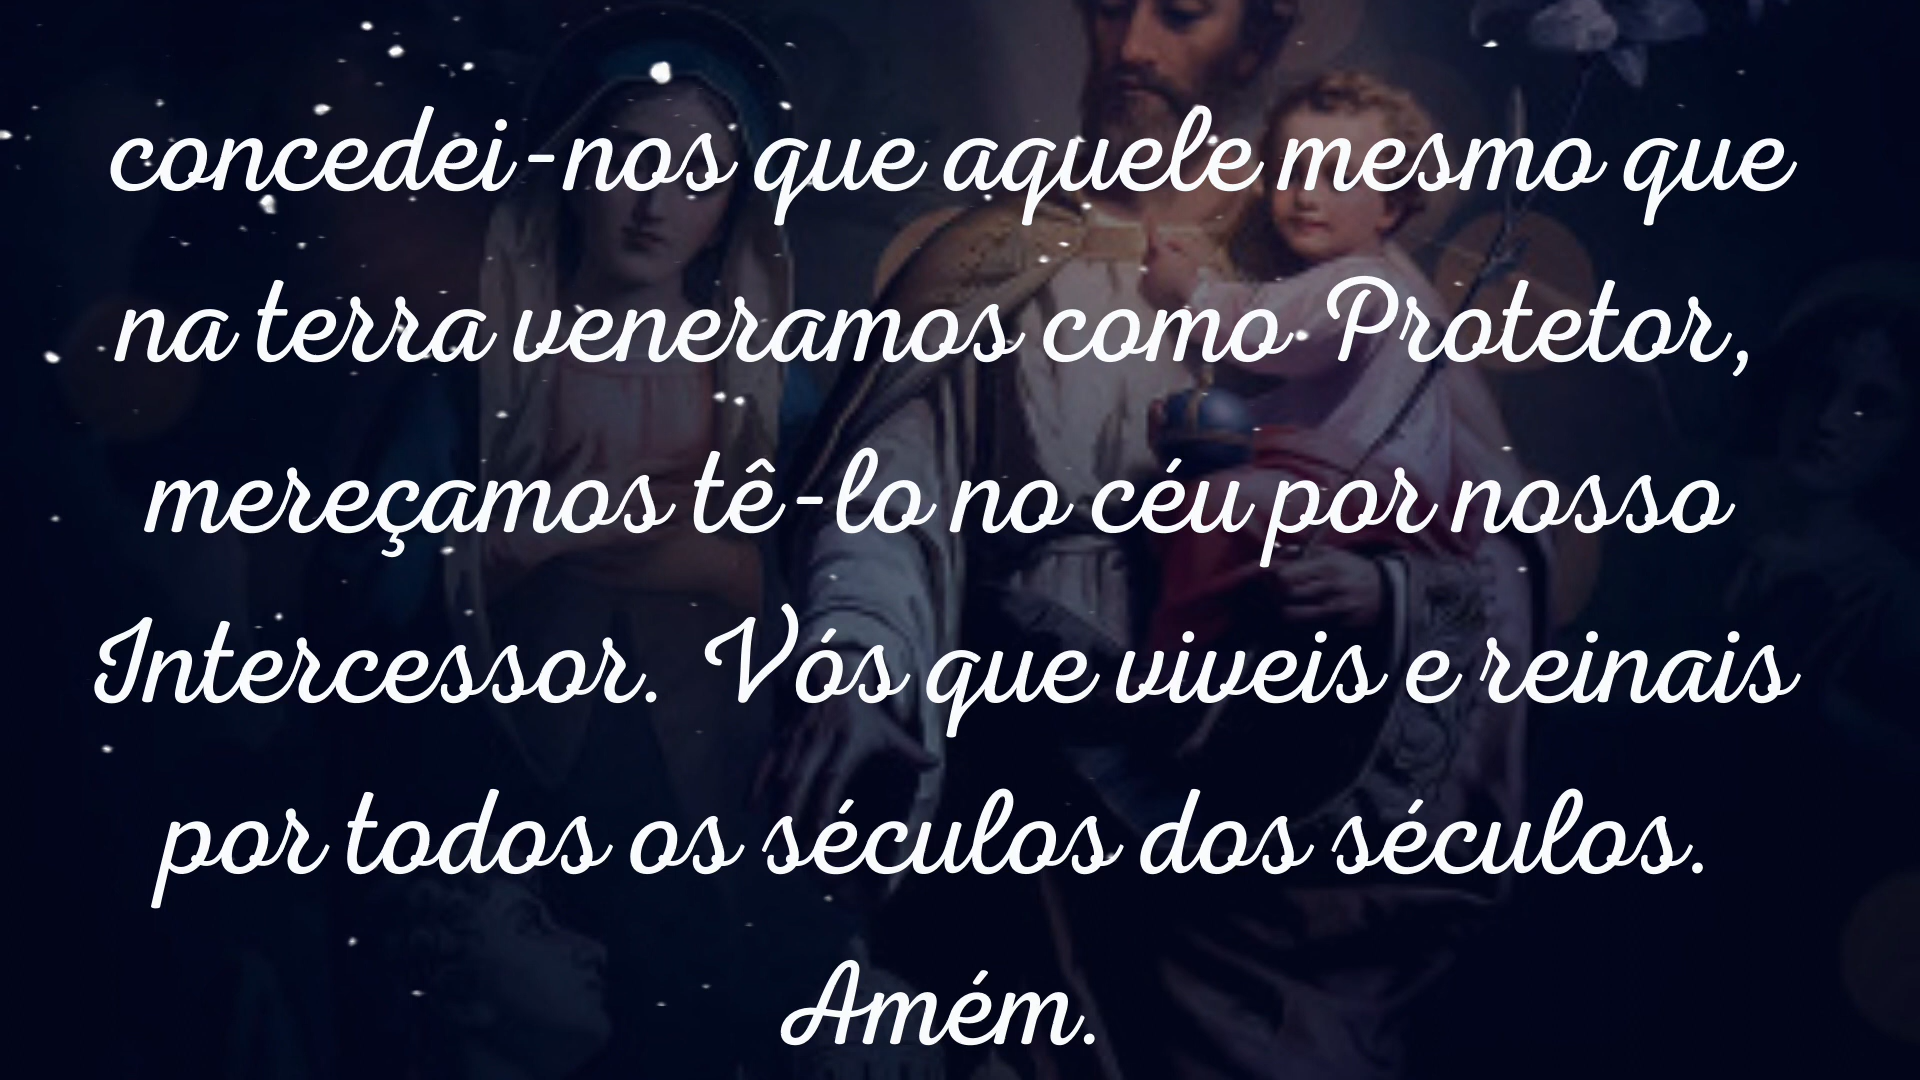 concedei-nos que aquele mesmo que
na terra veneramos como Protetor,
mereçamos tê-lo no céu por nosso
Intercessor. Vós que viveis e reinais
por todos os séculos dos séculos.
Amém.